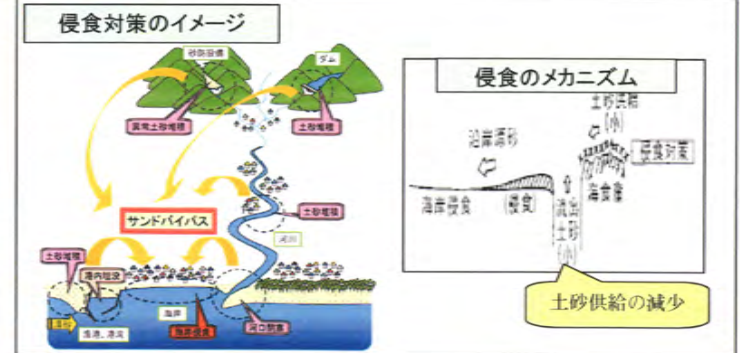 侵食対策のイメージ
砂防設備
ダム
異常土砂堆積
土砂堆積
サンドバイパス
土砂堆積
河川
土砂堆積
港内埋没
海岸
漂砂
漁港、港湾
海岸侵食
河口閉塞
侵食のメカニズム
土砂供給
(小)
沿岸漂砂
侵食対策
海食崖
海岸侵食
(侵食)
流出土砂(小)
土砂供給の減少